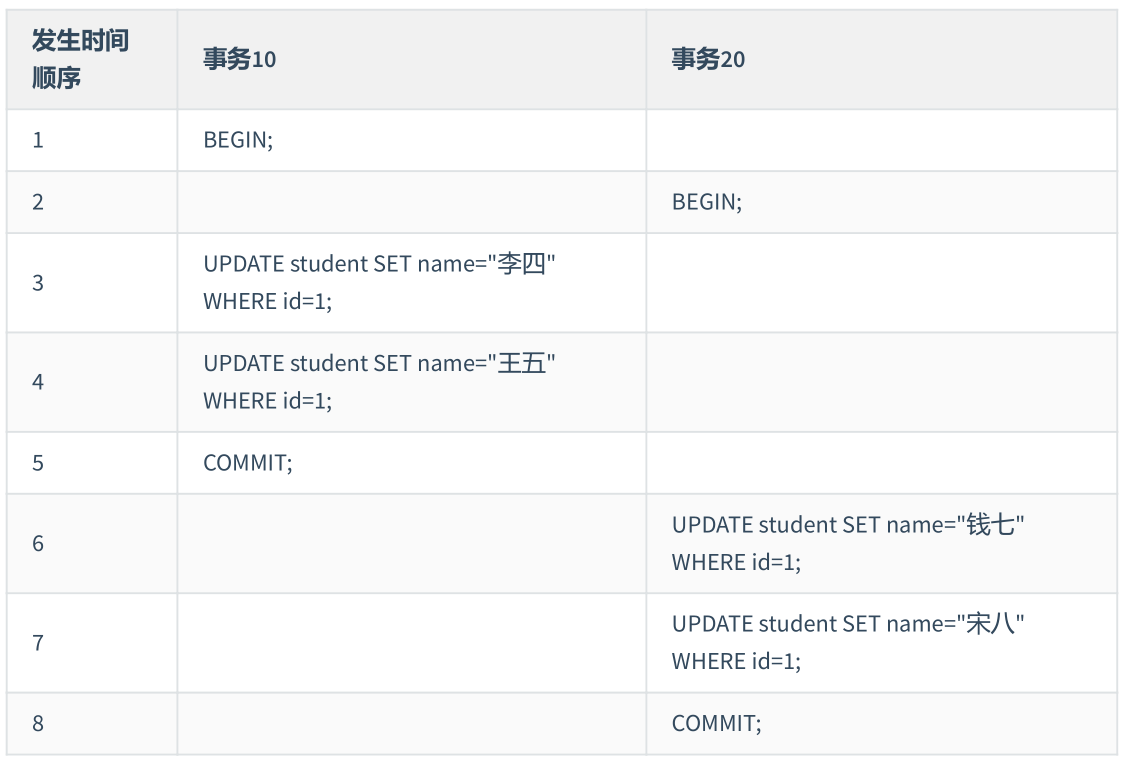 发生时间
顺序
事务10
事务20
1
BEGIN;
2
BEGIN;
3
UPDATE student SET name="李四"
WHERE id=1;
4
UPDATE student SET name="王五"
WHERE id=1;
5
COMMIT;
6
UPDATE student SET name="钱七"
WHERE id=1;
7
UPDATE student SET name="宋八"
WHERE id=1;
8
COMMIT;